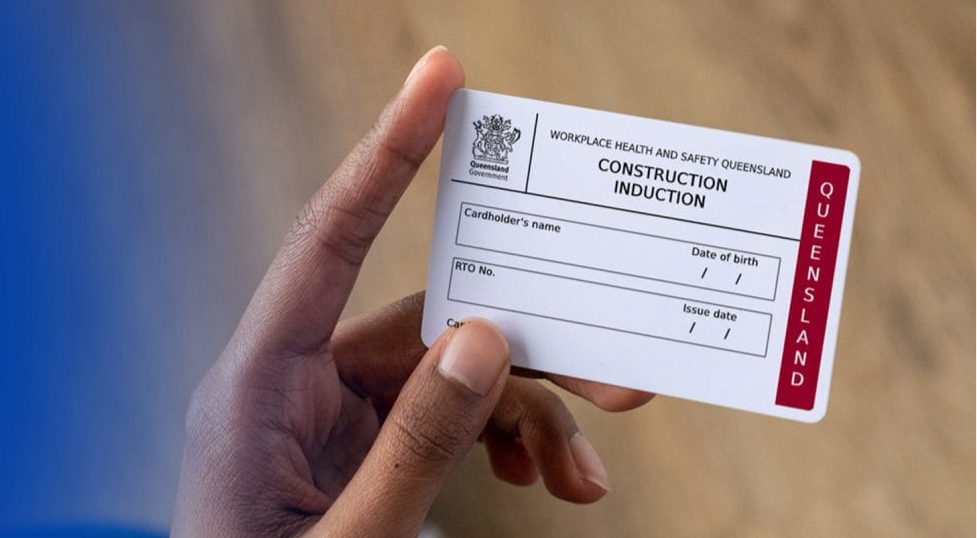 Queensland
Government
WORKPLACE HEALTH AND SAFETY QUEENSLAND
CONSTRUCTION
INDUCTION
Cardholder's name
Date of birth
/ /
RTO No.
Issue date
/ /
QUEENSLAND